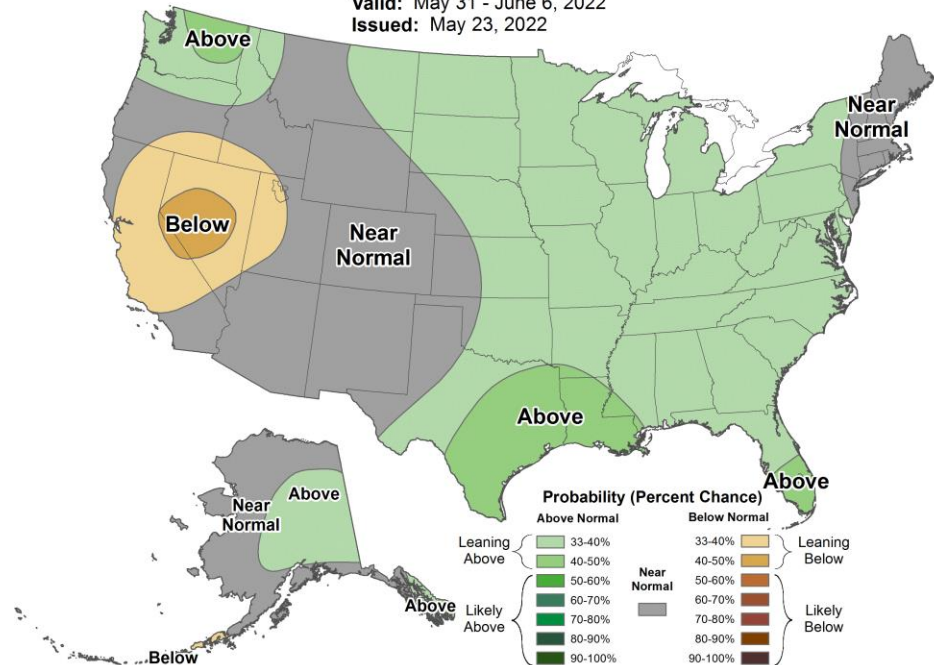 Valid: May 31 - June 6, 2022
Issued: May 23, 2022
Above
Near
Normal
Below
Near
Normal
Above
Above
Above
Near
Normal
Above
Below
Probability (Percent Chance)
Above Normal
Below Normal
Leaning
Above
33-40%
40-50%
Likely
Above
50-60%
60-70%
70-80%
80-90%
90-100%
Near
Normal
33-40%
40-50%
Leaning
Below
50-60%
60-70%
70-80%
80-90%
90-100%
Likely
Below